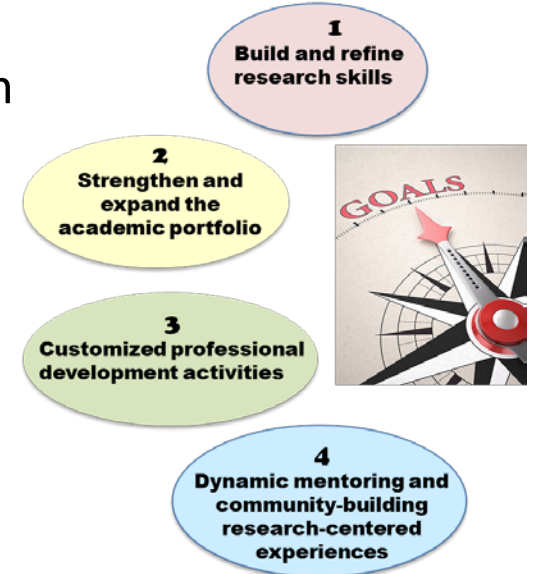 1
Build and refine
research skills
n
2
Strengthen and
expand the
academic portfolio
GOALS
3
Customized professional
development activities
4
Dynamic mentoring and
community-building
research-centered
experiences